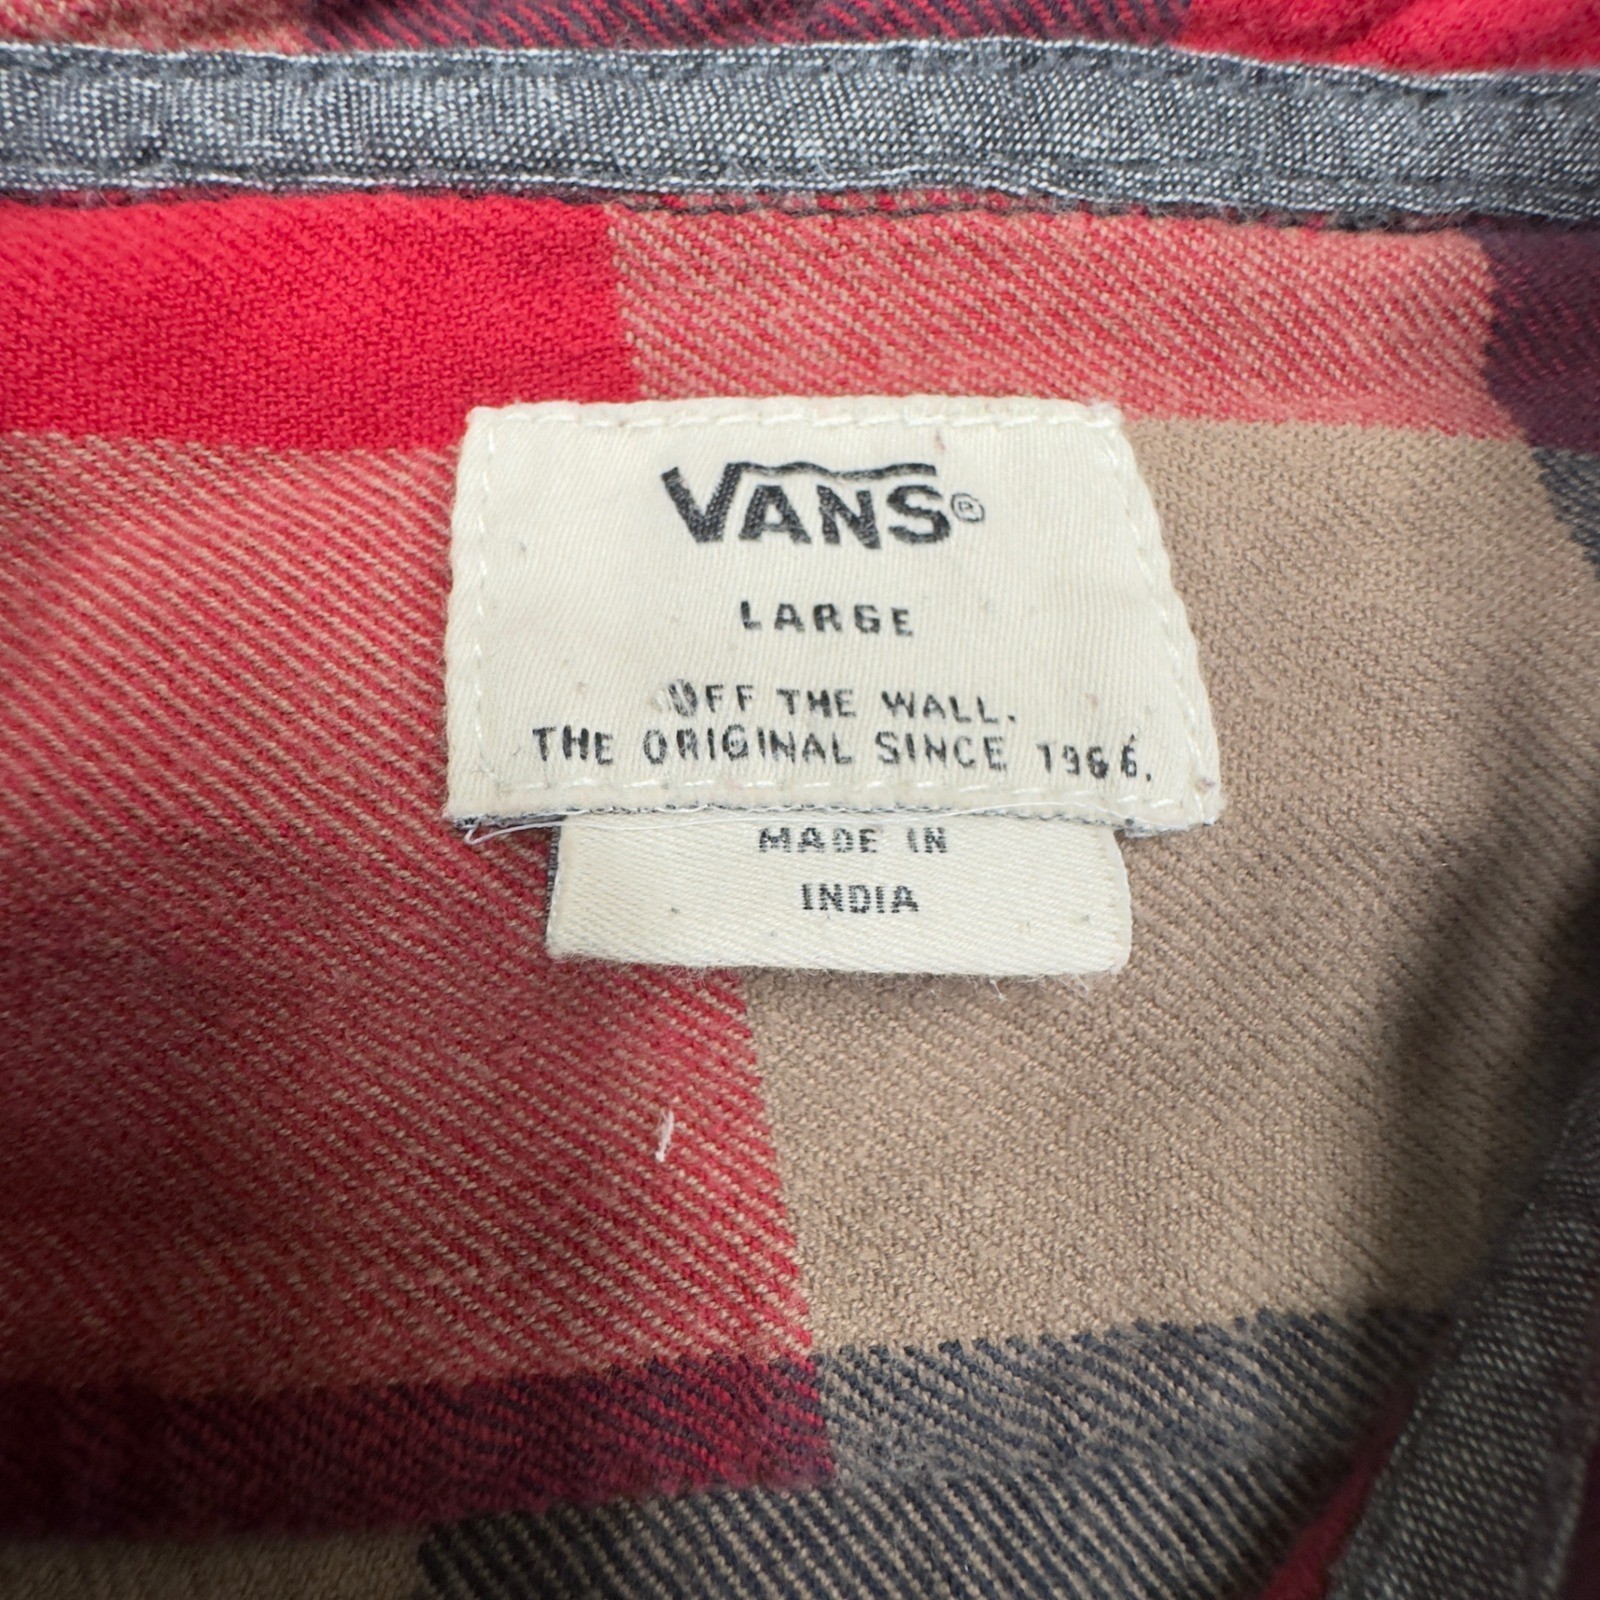 VANS®
LARGE
OFF THE WALL.
THE ORIGINAL SINCE 1966.
MADE IN
INDIA